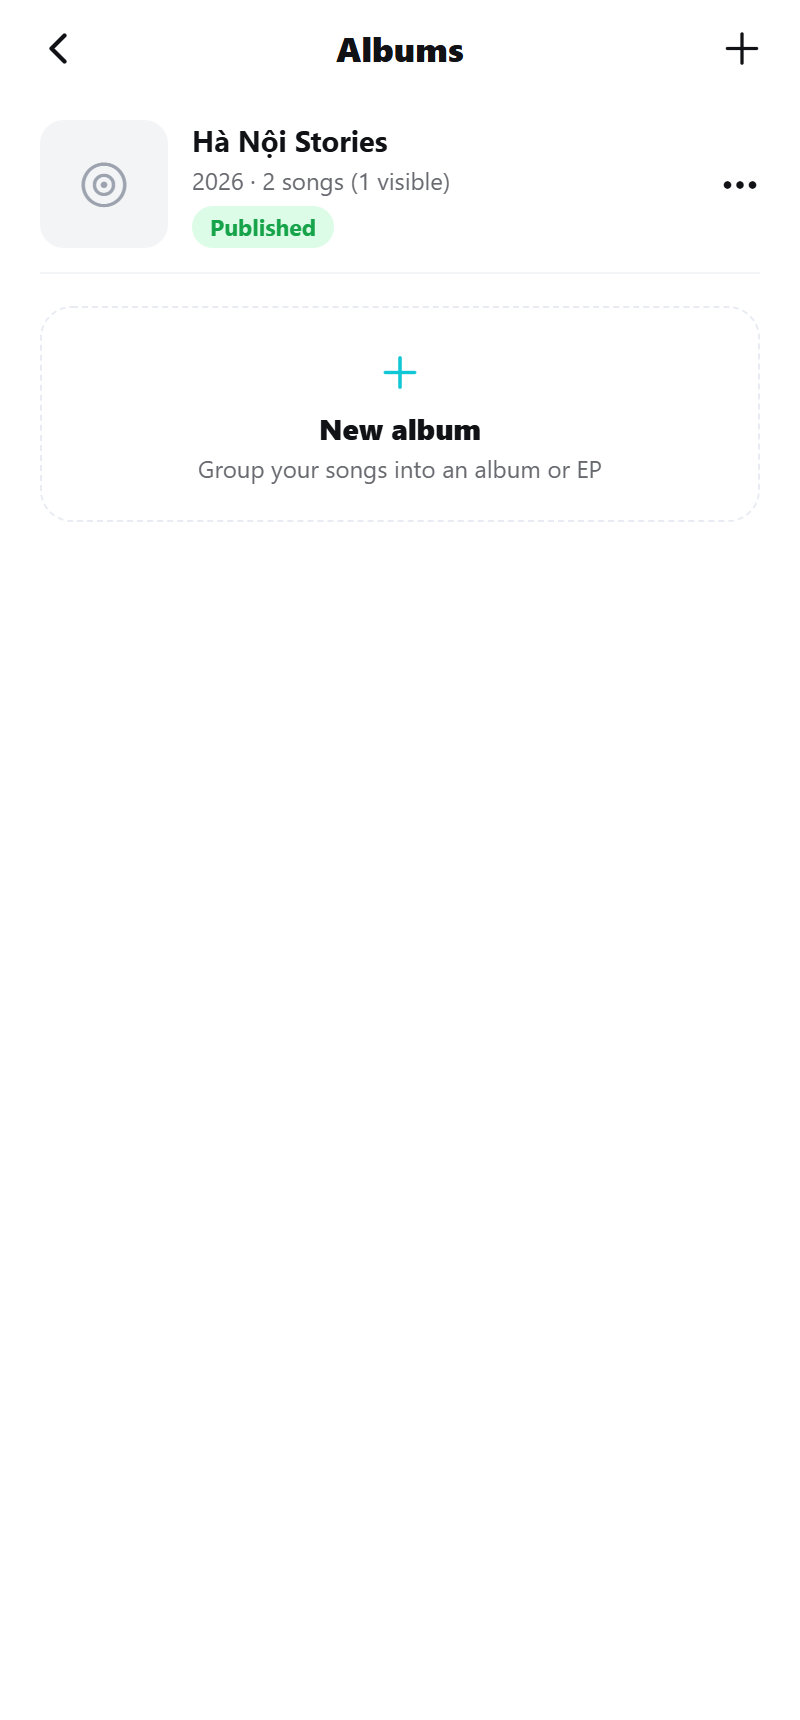 Albums
Hà Nội Stories
2026 · 2 songs (1 visible)
Published
New album
Group your songs into an album or EP